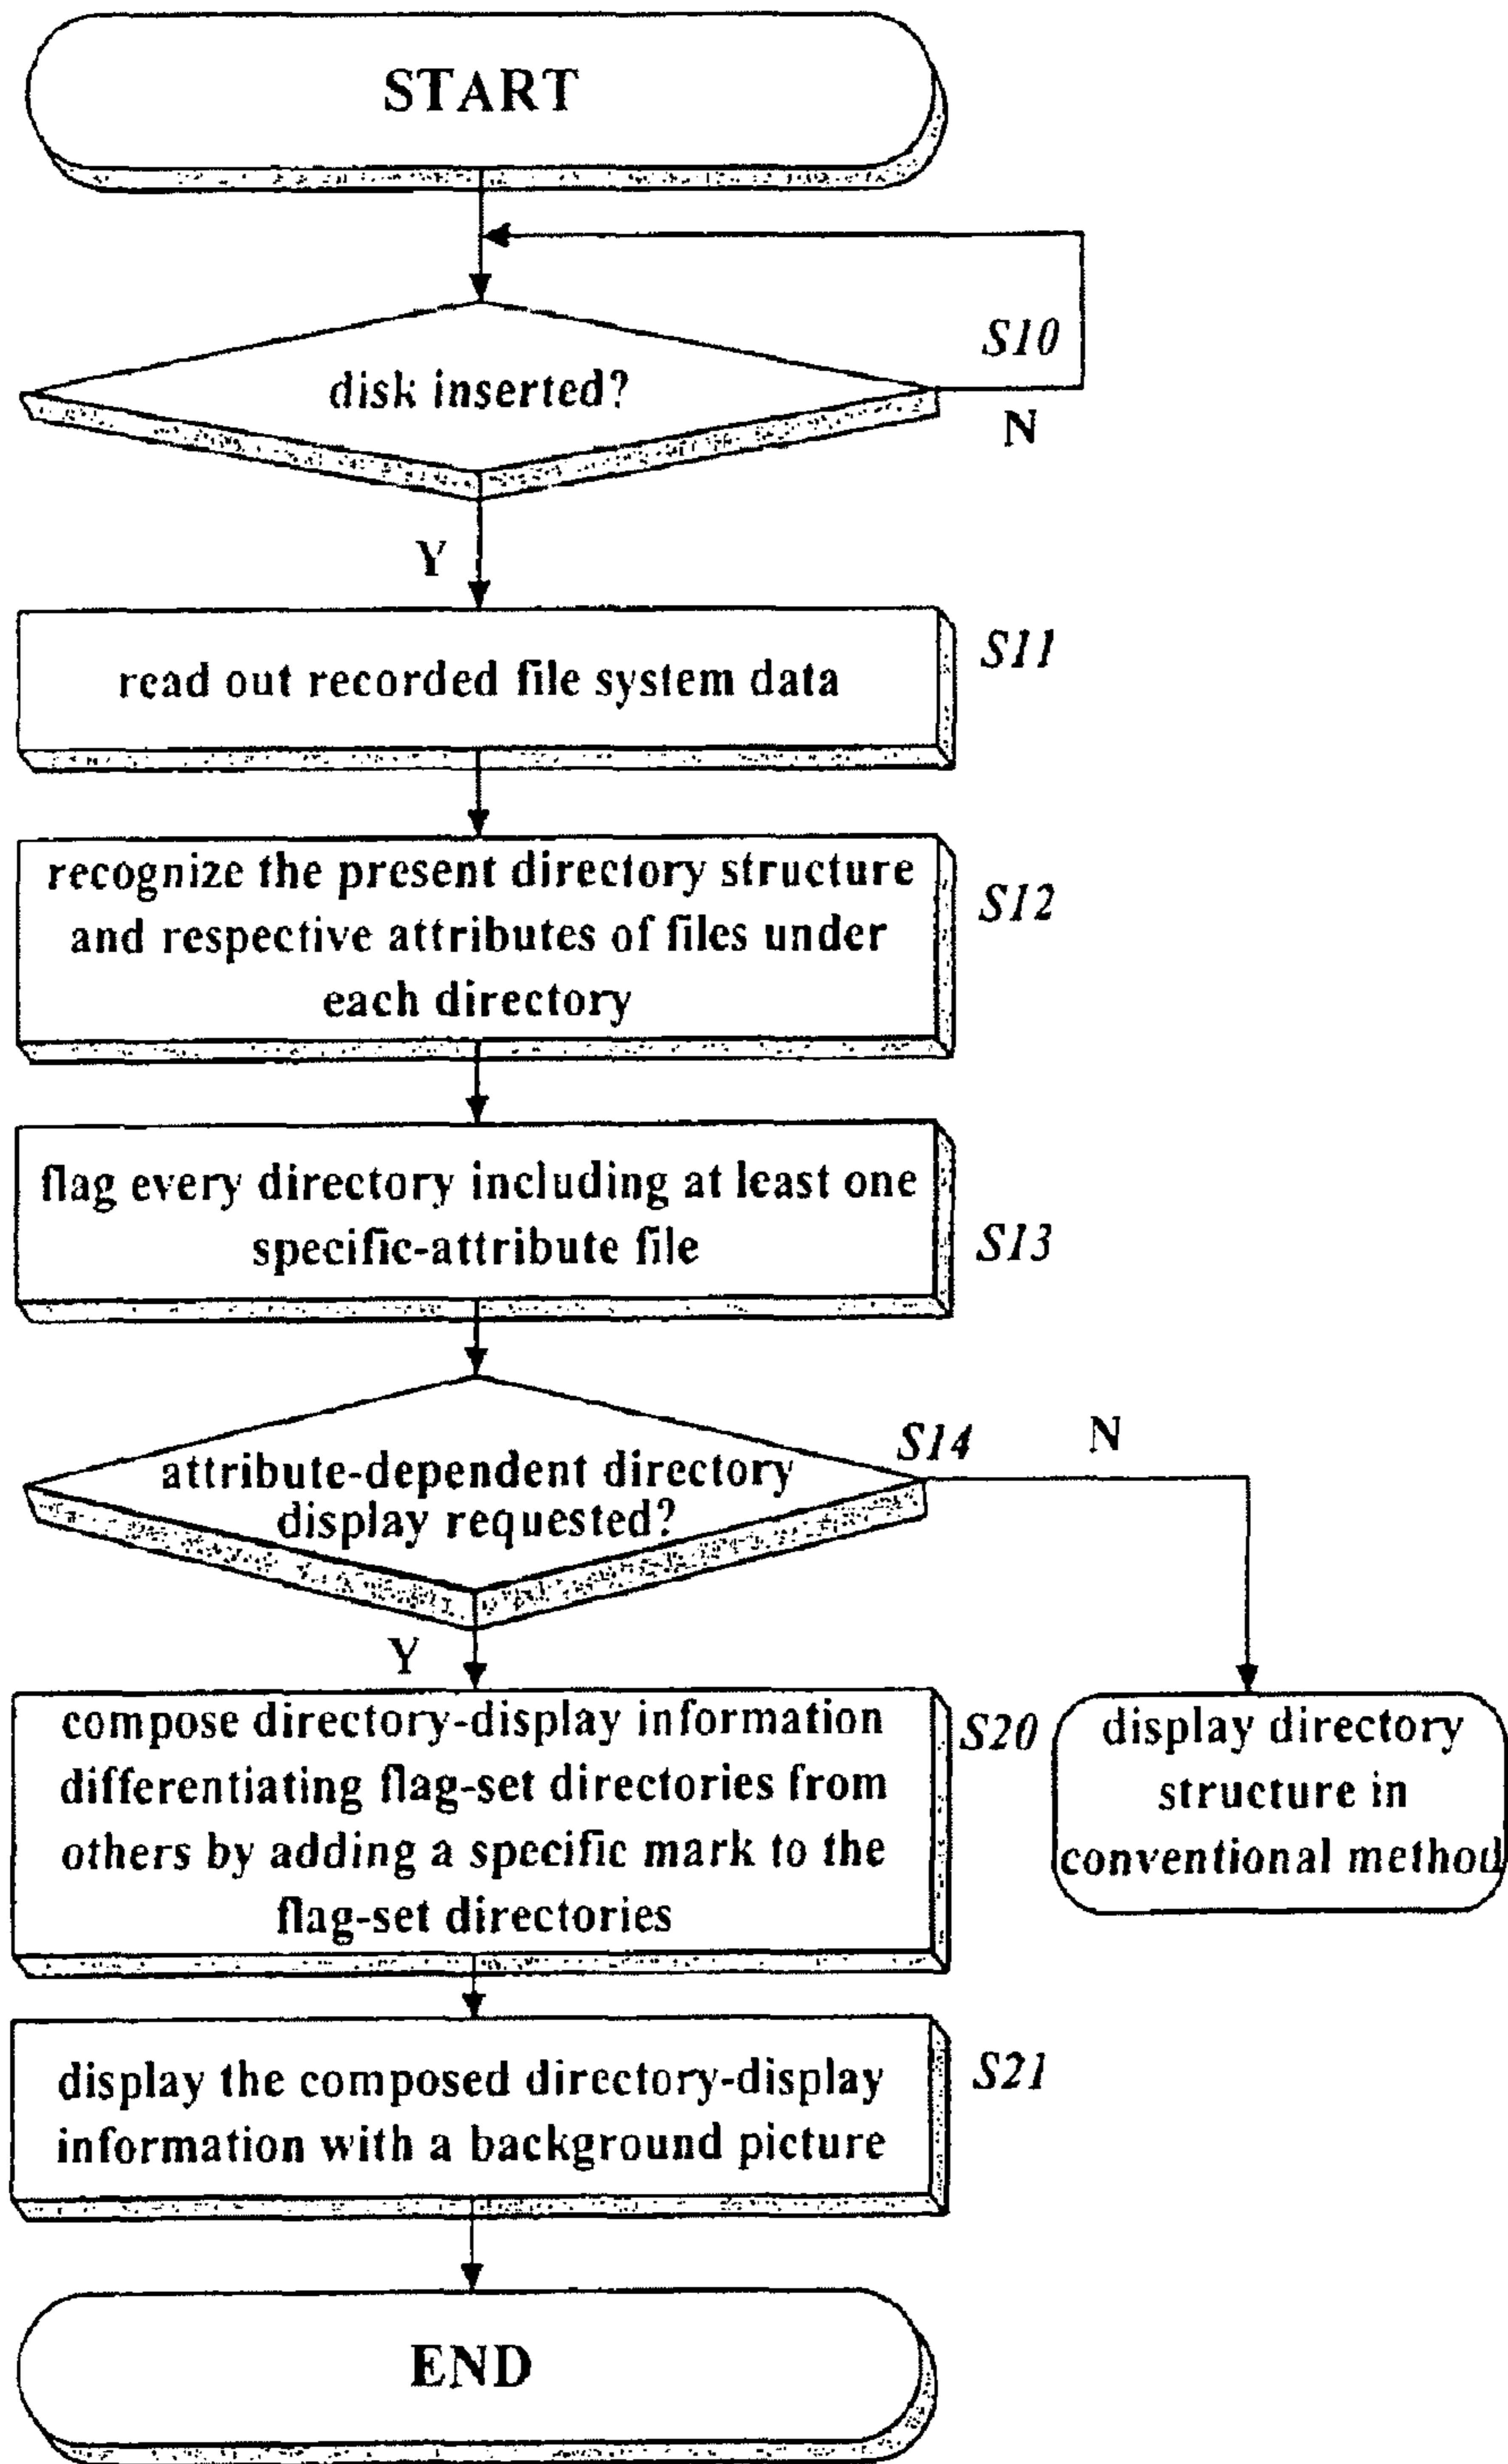 START
disk inserted?
S10
N
Y
read out recorded file system data
S11
recognize the present directory structure
and respective attributes of files under
each directory
S12
flag every directory including at least one
specific-attribute file
S13
attribute-dependent directory
display requested?
S14
N
Y
compose directory-display information
differentiating flag-set directories from
others by adding a specific mark to the
flag-set directories
S20
display directory
structure in
conventional method
display the composed directory-display
information with a background picture
S21
END